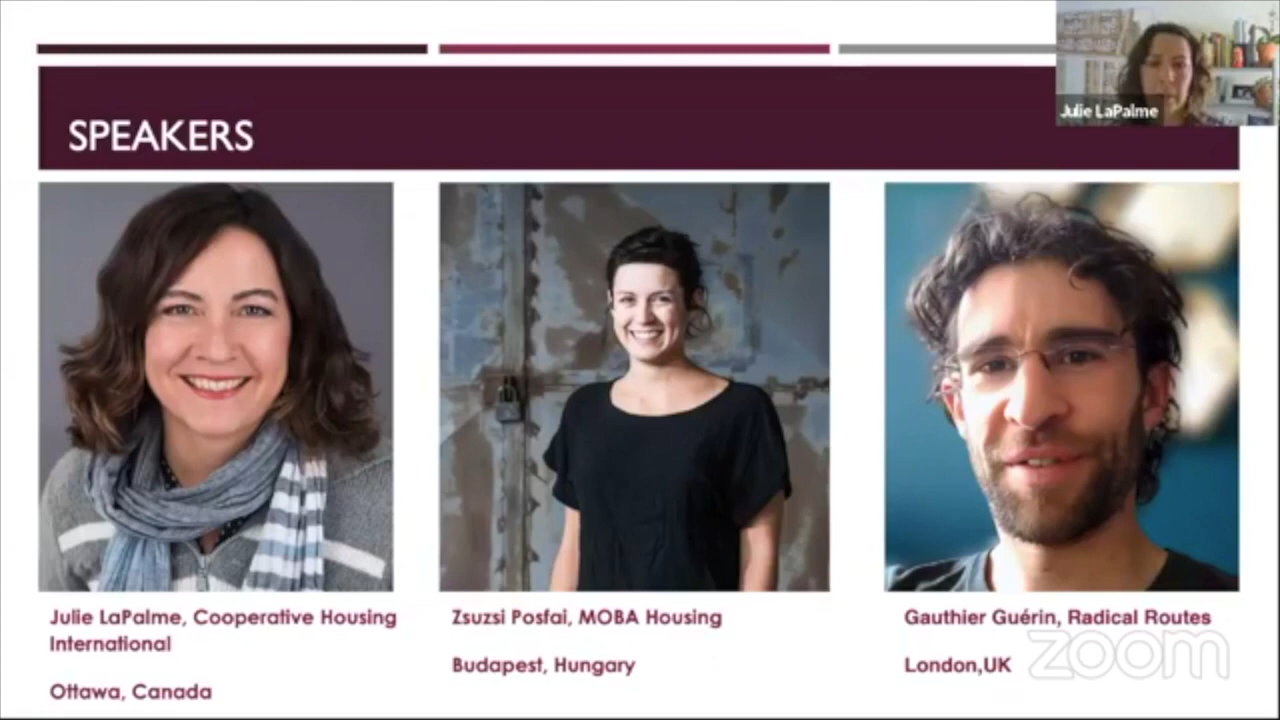 Julie LaPalme
SPEAKERS
Julie LaPalme, Cooperative Housing
International
Ottawa, Canada
Zsuzsi Posfai, MOBA Housing
Budapest, Hungary
Gauthier Guérin, Radical Routes
London,UK
zoom